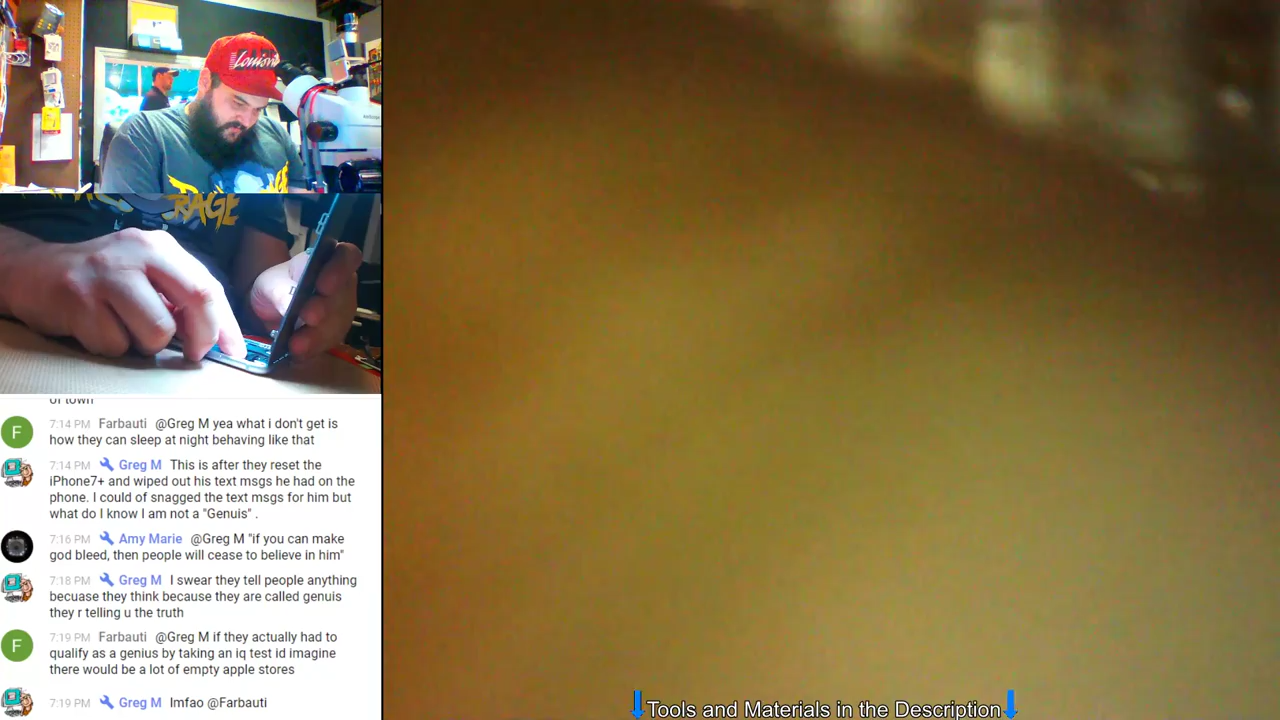 Louisville
RAGE
of town
F
7:14 PM Farbauti @Greg M yea what i don't get is
how they can sleep at night behaving like that
7:14 PM Greg M This is after they reset the
iPhone7+ and wiped out his text msgs he had on the
phone. I could of snagged the text msgs for him but
what do I know I am not a "Genuis" .
7:16 PM Amy Marie @Greg M "if you can make
god bleed, then people will cease to believe in him"
7:18 PM Greg M I swear they tell people anything
becuase they think because they are called genuis
they r telling u the truth
F
7:19 PM Farbauti @Greg M if they actually had to
qualify as a genius by taking an iq test id imagine
there would be a lot of empty apple stores
7:19 PM Greg M lmfao @Farbauti
Tools and Materials in the Description